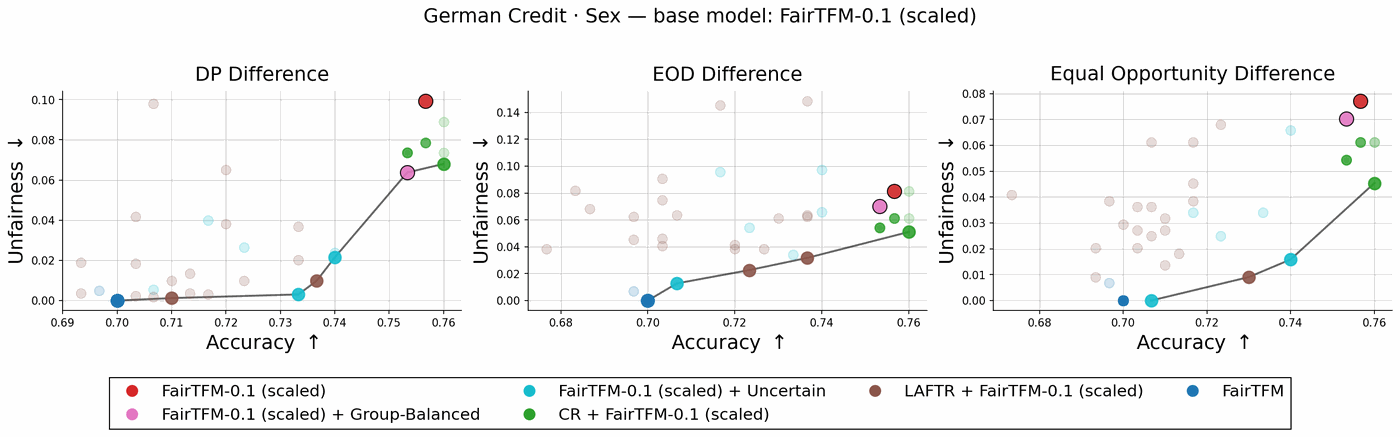 German Credit · Sex — base model: FairTFM-0.1 (scaled)
DP Difference
EOD Difference
Equal Opportunity Difference
Unfairness ↓
0.10
0.08
0.06
0.04
0.02
0.00
0.69 0.70 0.71 0.72 0.73 0.74 0.75 0.76
Accuracy ↑
Unfairness ↓
0.14
0.12
0.10
0.08
0.06
0.04
0.02
0.00
0.68 0.70 0.72 0.74 0.76
Accuracy ↑
Unfairness ↓
0.08
0.07
0.06
0.05
0.04
0.03
0.02
0.01
0.00
0.68 0.70 0.72 0.74 0.76
Accuracy ↑
FairTFM-0.1 (scaled) FairTFM-0.1 (scaled) + Uncertain LAFTR + FairTFM-0.1 (scaled) FairTFM
FairTFM-0.1 (scaled) + Group-Balanced CR + FairTFM-0.1 (scaled)